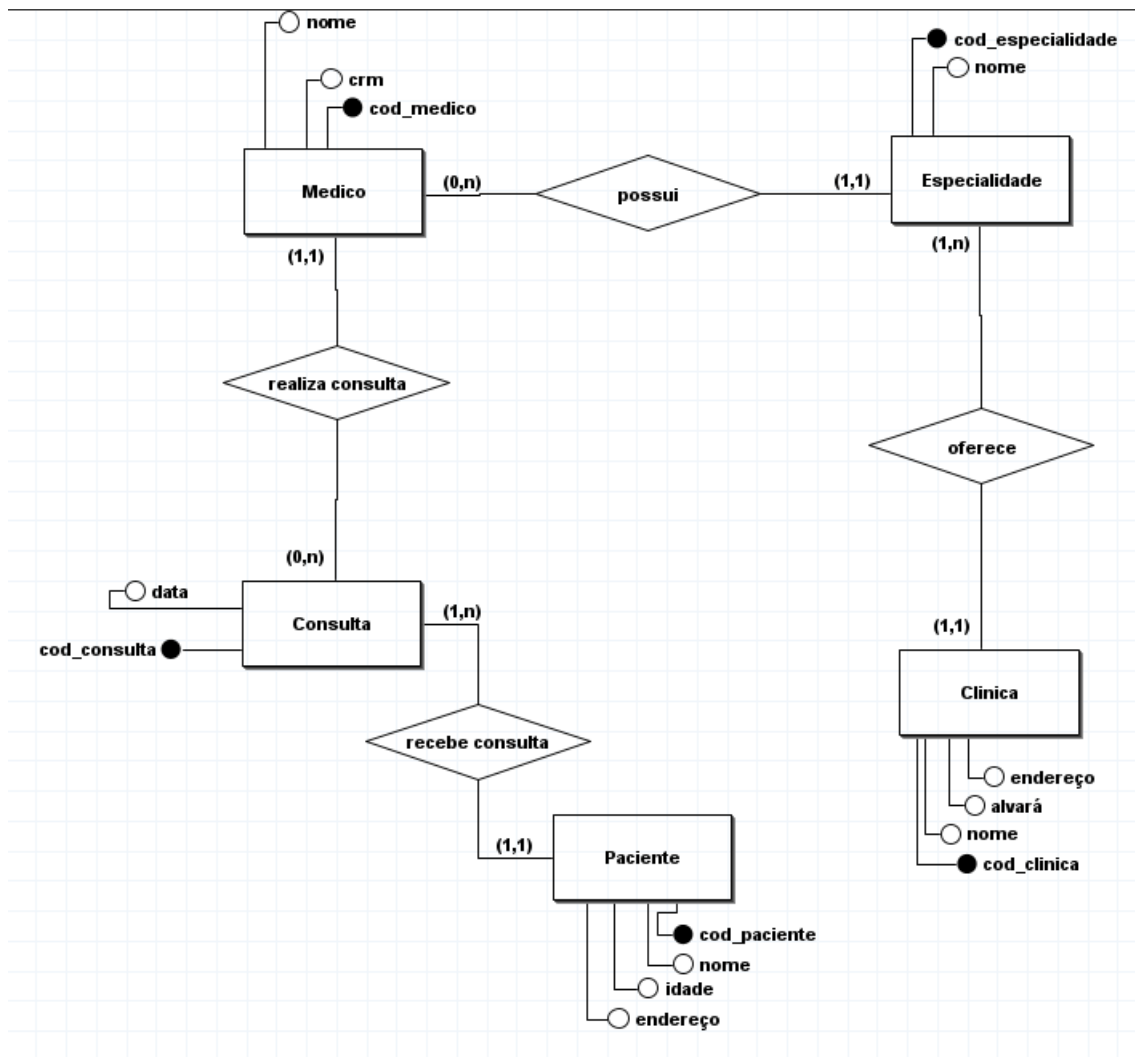 nome
crm
cod_medico
Medico
(0,n)
possui
(1,1)
cod_especialidade
nome
Especialidade
(1,1)
(1,n)
realiza consulta
oferece
(0,n)
data
cod_consulta
Consulta
(1,n)
(1,1)
Clinica
recebe consulta
endereço
alvará
nome
cod_clinica
(1,1)
Paciente
cod_paciente
nome
idade
endereço